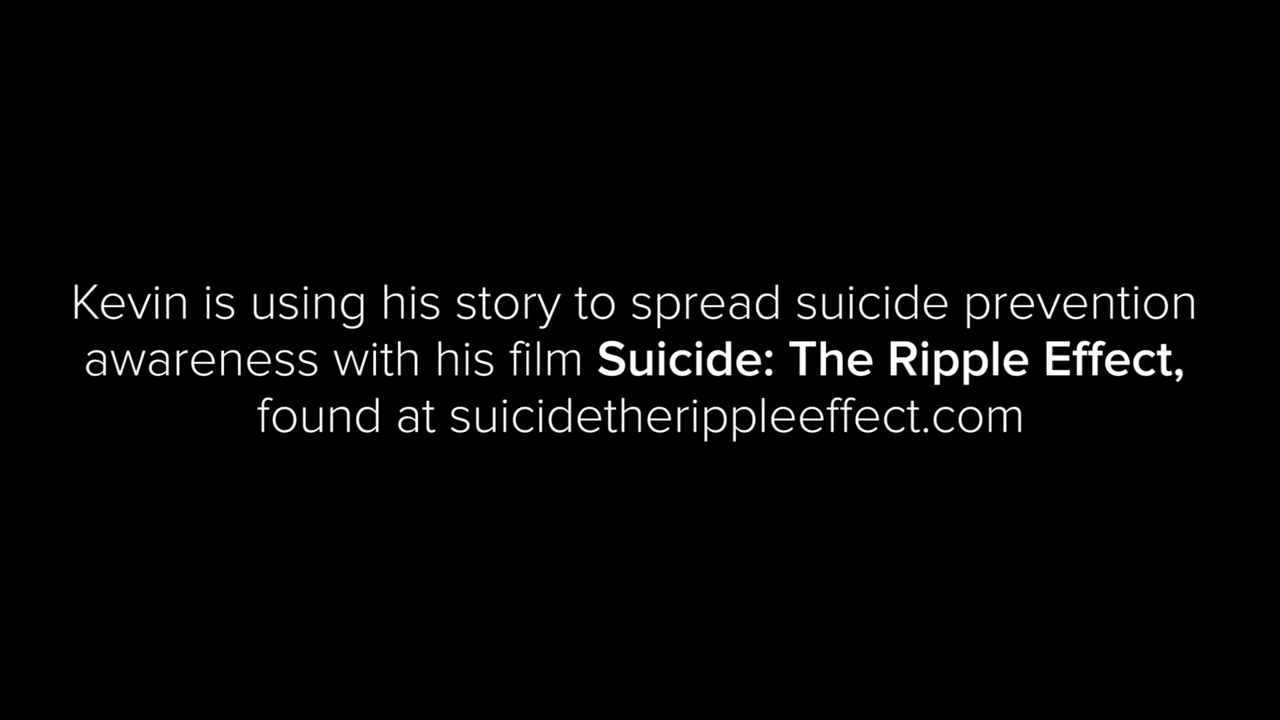 Kevin is using his story to spread suicide prevention
awareness with his film Suicide: The Ripple Effect,
found at suicidetherippleeffect.com